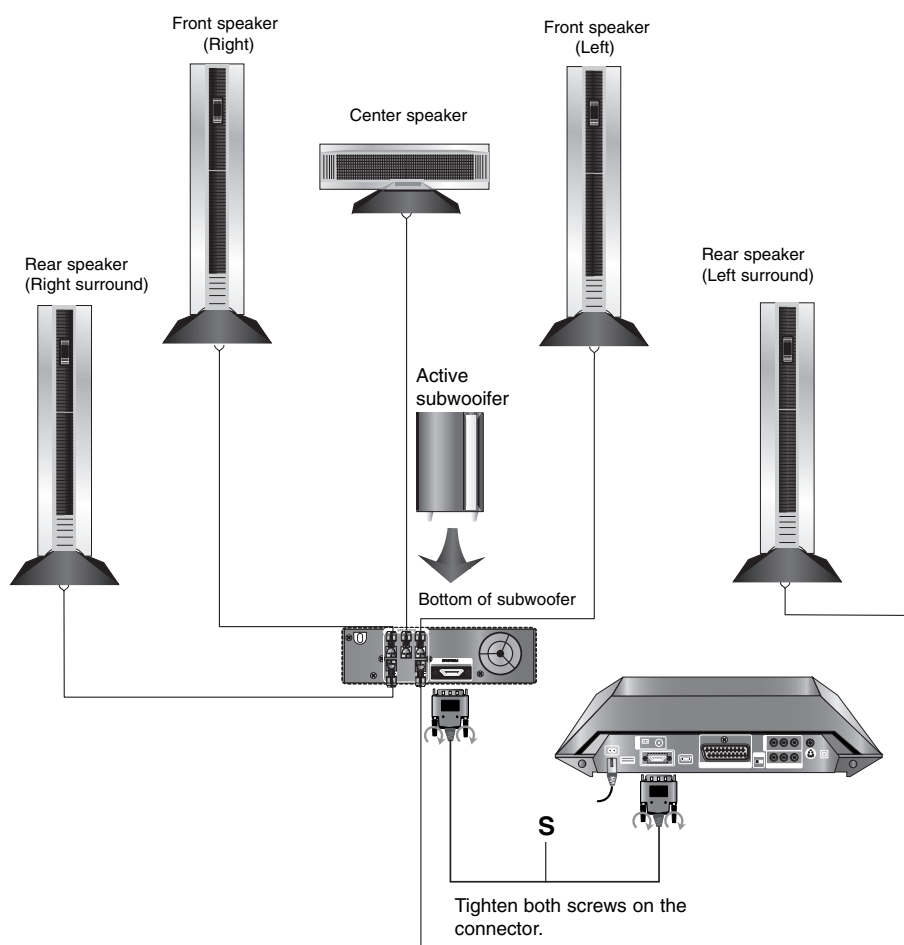 Front speaker
(Right)
Front speaker
(Left)
Center speaker
Rear speaker
(Right surround)
Rear speaker
(Left surround)
Active
subwooifer
Bottom of subwoofer
S
Tighten both screws on the
connector.